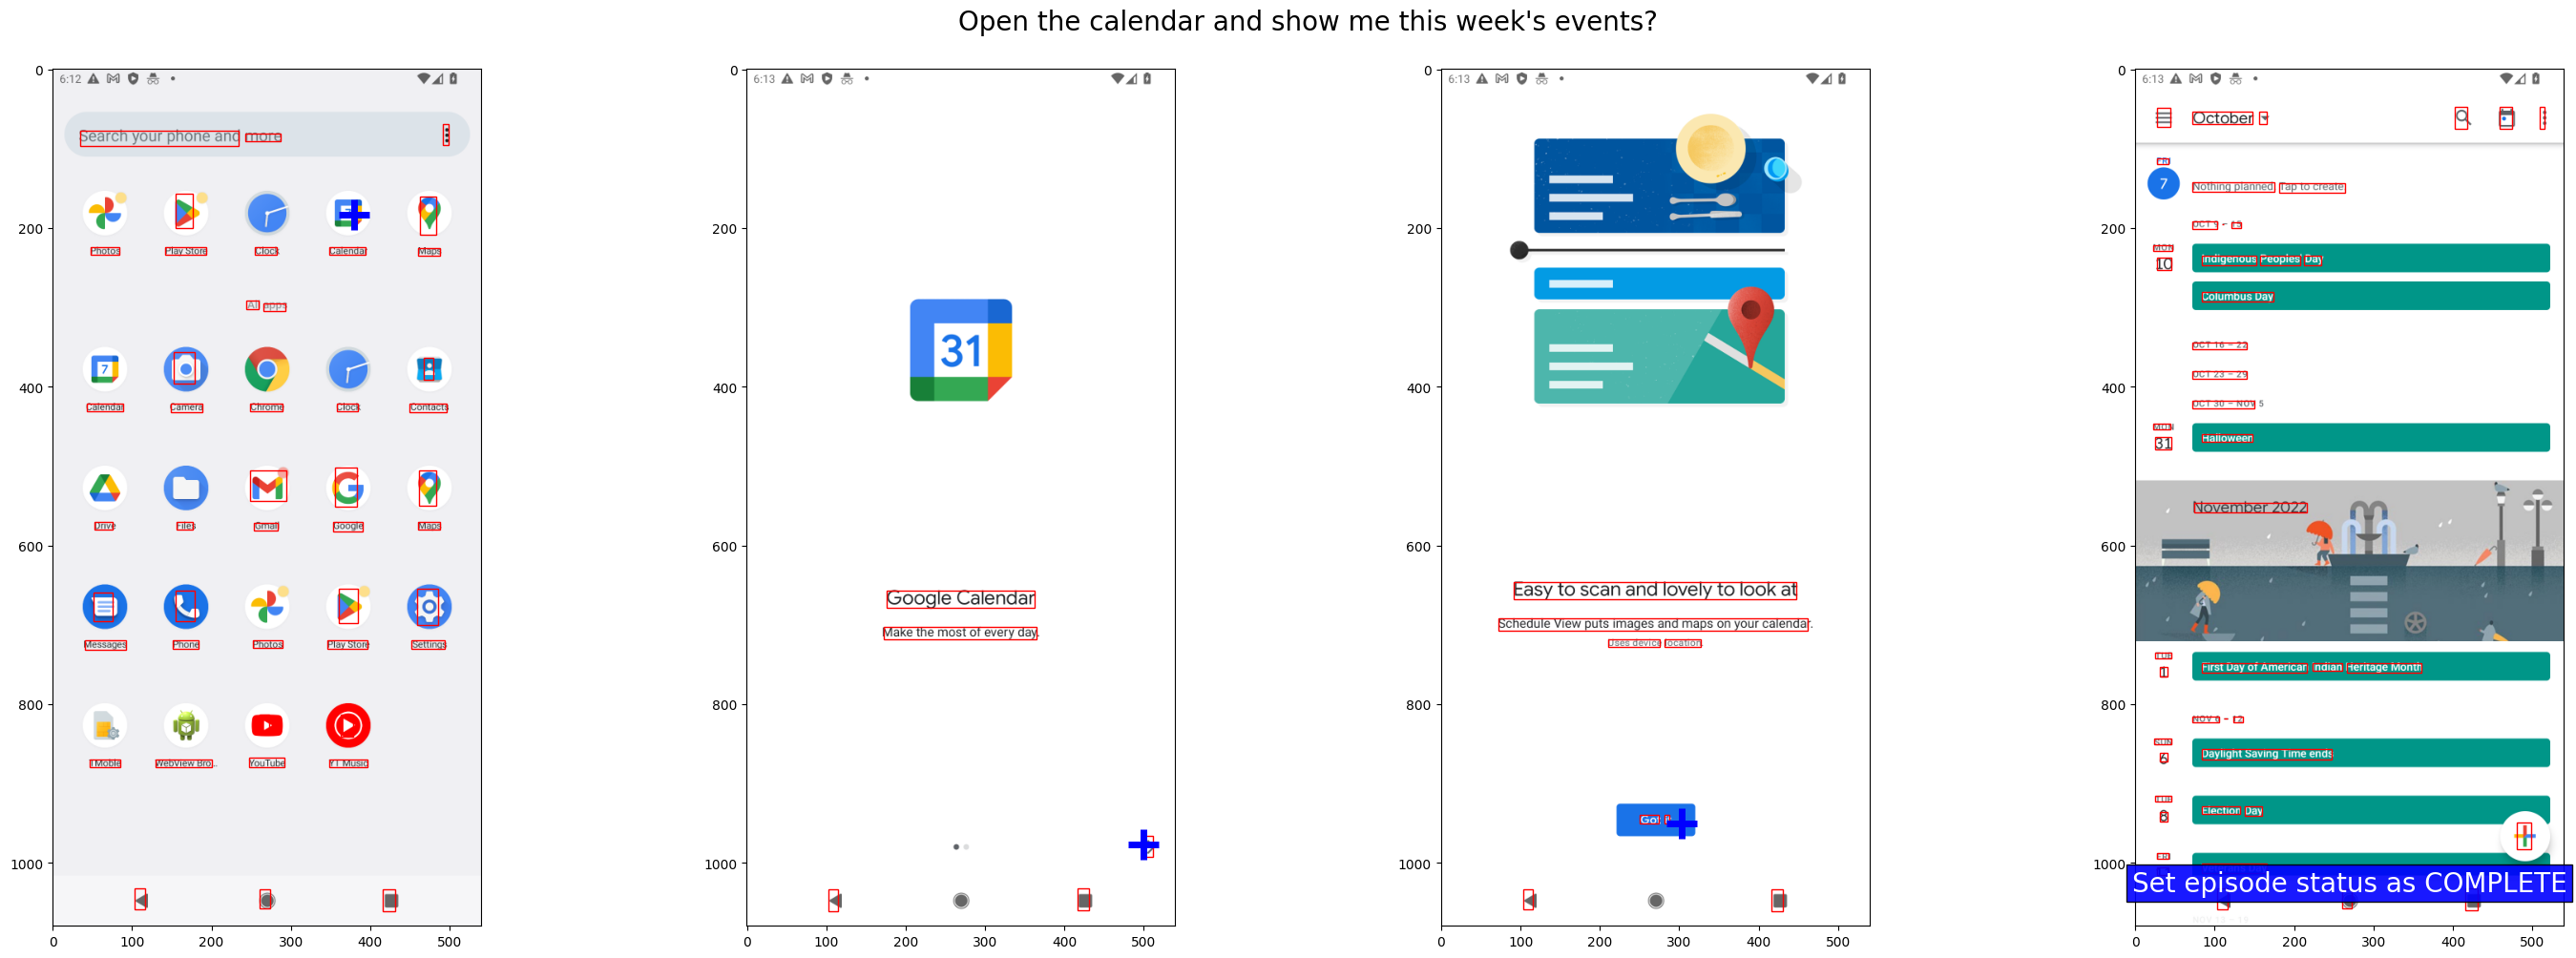 Open the calendar and show me this week's events?
6:12
Search your phone and more
Photos Play Store Clock Calendar Maps
All apps
7
Calendar Camera Chrome Clock Contacts
Drive Files Gmail Google Maps
Messages Phone Photos Play Store Settings
TMobile WebView Bro... YouTube YT Music
0
200
400
600
800
1000
0 100 200 300 400 500
6:13
31
Google Calendar
Make the most of every day.
0
200
400
600
800
1000
0 100 200 300 400 500
6:13
Easy to scan and lovely to look at
Schedule View puts images and maps on your calendar.
Uses device location
Got it
0
200
400
600
800
1000
0 100 200 300 400 500
6:13
October
FRI
7
Nothing planned. Tap to create.
OCT 9 – 15
MON
10
Indigenous Peoples' Day
Columbus Day
OCT 16 – 22
OCT 23 – 29
OCT 30 – NOV 5
MON
31
Halloween
November 2022
TUE
1
First Day of American Indian Heritage Month
NOV 6 – 12
SUN
6
Daylight Saving Time ends
TUE
8
Election Day
FRI
Set episode status as COMPLETE
0
200
400
600
800
1000
0 100 200 300 400 500